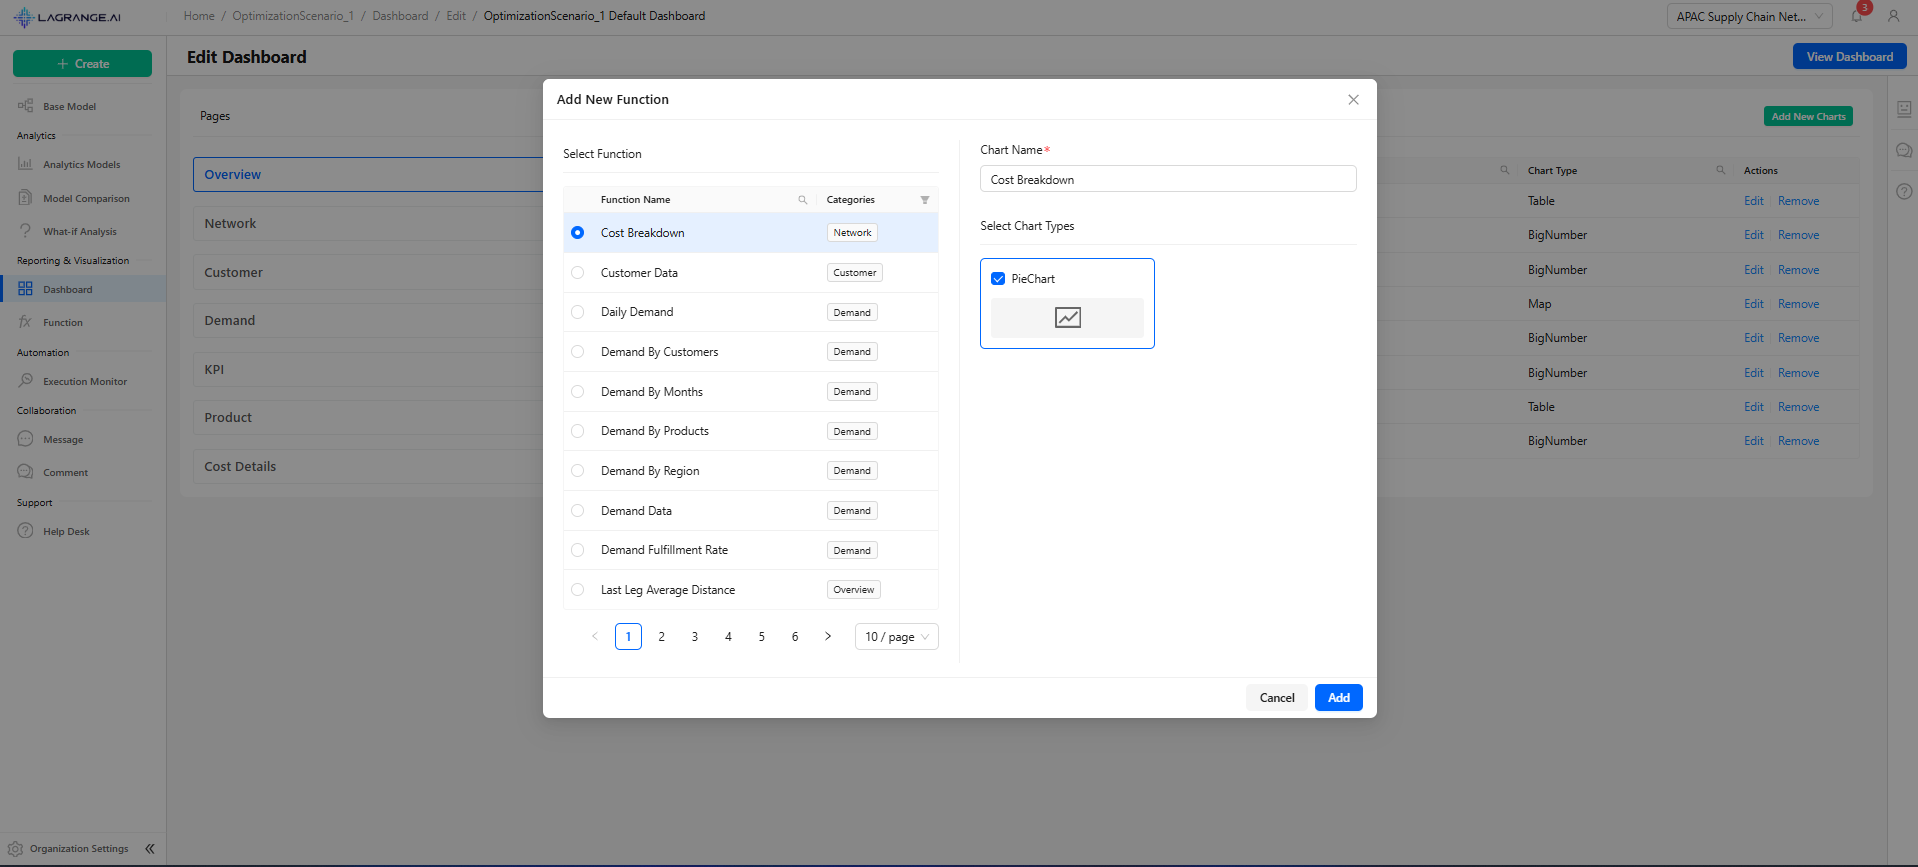 LAGRANGE.AI
Home / OptimizationScenario_1 / Dashboard / Edit / OptimizationScenario_1 Default Dashboard
APAC Supply Chain Net...
3
+ Create
Edit Dashboard
View Dashboard
Base Model
Analytics
Analytics Models
Model Comparison
What-if Analysis
Reporting & Visualization
Dashboard
Function
Automation
Execution Monitor
Collaboration
Message
Comment
Support
Help Desk
Organization Settings
Pages
Overview
Network
Customer
Demand
KPI
Product
Cost Details
Add New Function
Select Function
Function Name Categories
Cost Breakdown Network
Customer Data Customer
Daily Demand Demand
Demand By Customers Demand
Demand By Months Demand
Demand By Products Demand
Demand By Region Demand
Demand Data Demand
Demand Fulfillment Rate Demand
Last Leg Average Distance Overview
< 1 2 3 4 5 6 > 10 / page
Chart Name*
Cost Breakdown
Select Chart Types
PieChart
Cancel Add
Add New Charts
Chart Type Actions
Table Edit Remove
BigNumber Edit Remove
BigNumber Edit Remove
Map Edit Remove
BigNumber Edit Remove
BigNumber Edit Remove
Table Edit Remove
BigNumber Edit Remove